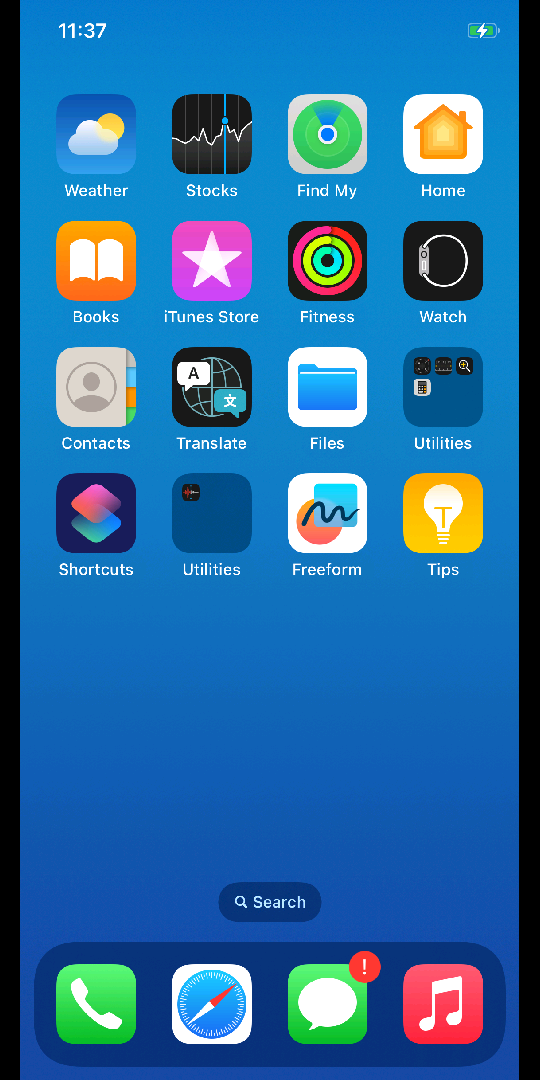 11:37
Weather Stocks Find My Home
Books iTunes Store Fitness Watch
A
文
Contacts Translate Files Utilities
Shortcuts Utilities Freeform Tips
Search
!